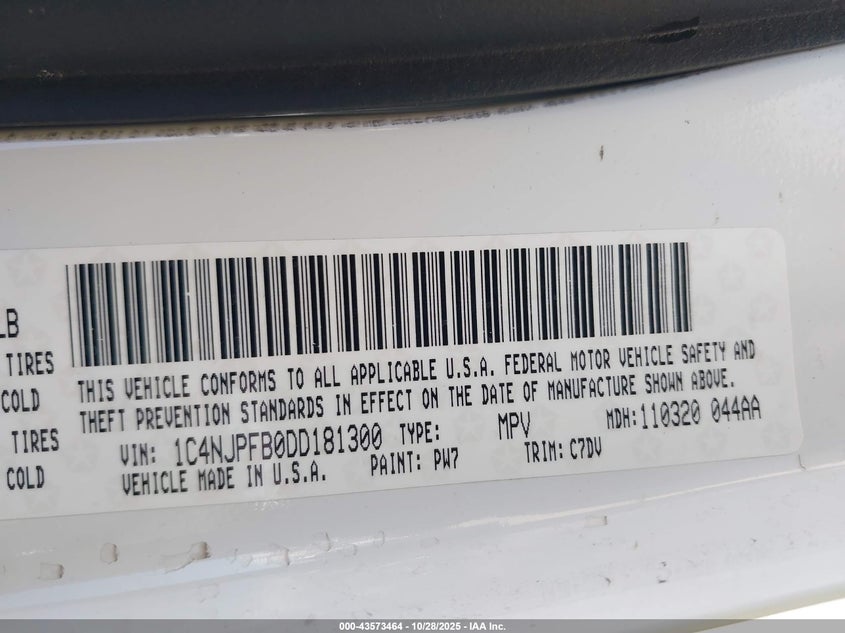 LB
TIRES
COLD
TIRES
COLD
THIS VEHICLE CONFORMS TO ALL APPLICABLE U.S.A. FEDERAL MOTOR VEHICLE SAFETY AND
THEFT PREVENTION STANDARDS IN EFFECT ON THE DATE OF MANUFACTURE SHOWN ABOVE.
VIN: 1C4NJPFB0DD181300 TYPE: MPV MDH: 110320 044AA
VEHICLE MADE IN U.S.A. PAINT: PW7 TRIM: C7DV
000-43573464 - 10/28/2025 - IAA Inc.